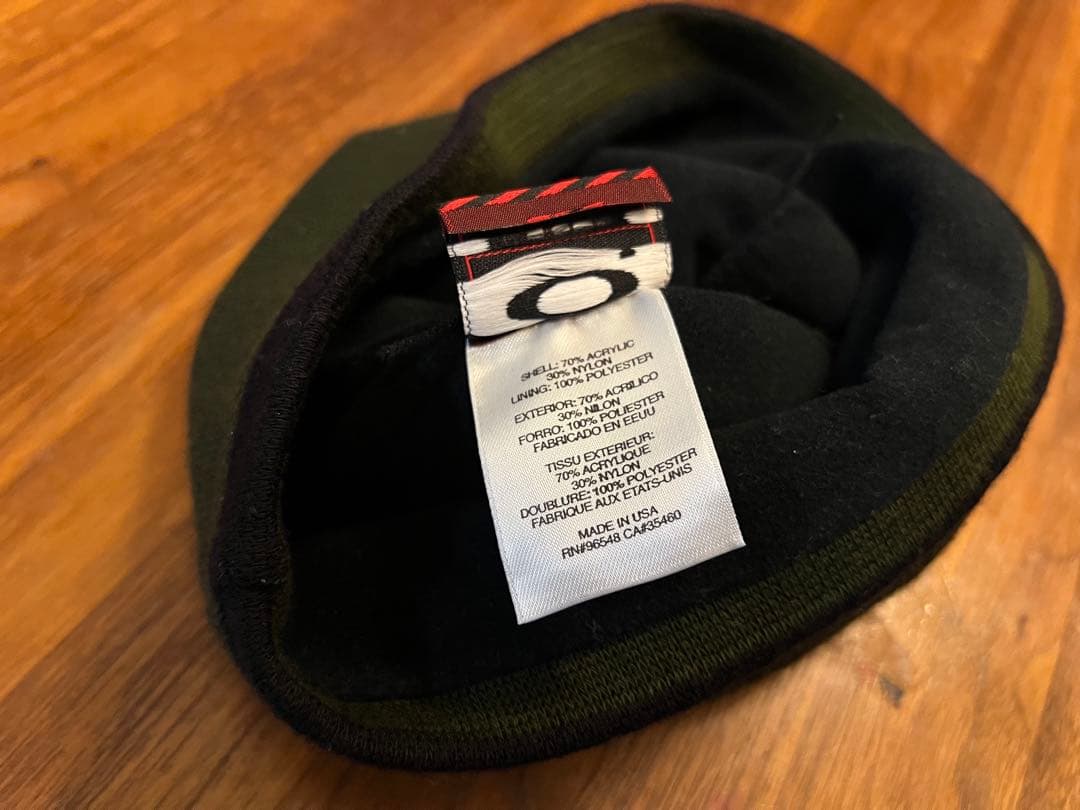 SHELL: 70% ACRYLIC
30% NYLON
LINING: 100% POLYESTER
EXTERIOR: 70% ACRILICO
30% NILON
FORRO: 100% POLIESTER
FABRICADO EN EEUU
TISSU EXTERIEUR:
70% ACRYLIQUE
30% NYLON
DOUBLURE: 100% POLYESTER
FABRIQUE AUX ETATS-UNIS
MADE IN USA
RN#96548 CA#35460